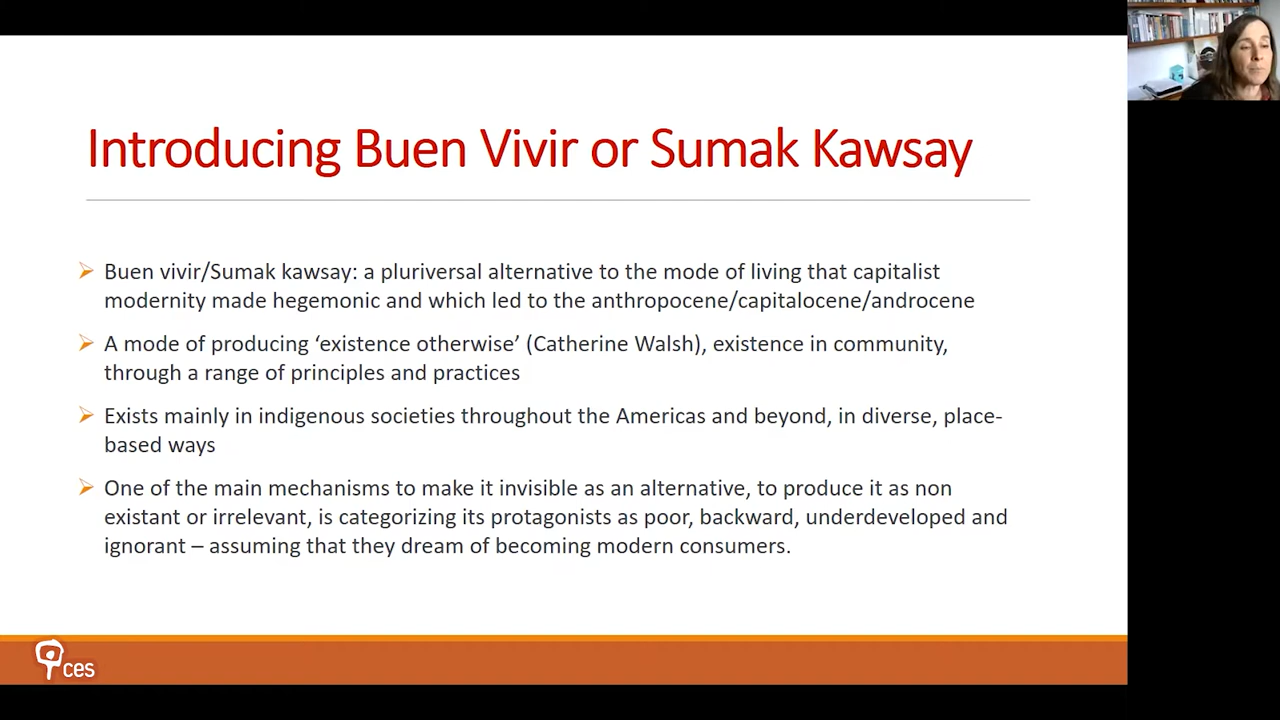 Introducing Buen Vivir or Sumak Kawsay
Buen vivir/Sumak kawsay: a pluriversal alternative to the mode of living that capitalist
modernity made hegemonic and which led to the anthropocene/capitalocene/androcene
A mode of producing ‘existence otherwise’ (Catherine Walsh), existence in community,
through a range of principles and practices
Exists mainly in indigenous societies throughout the Americas and beyond, in diverse, place-
based ways
One of the main mechanisms to make it invisible as an alternative, to produce it as non
existant or irrelevant, is categorizing its protagonists as poor, backward, underdeveloped and
ignorant – assuming that they dream of becoming modern consumers.
ces